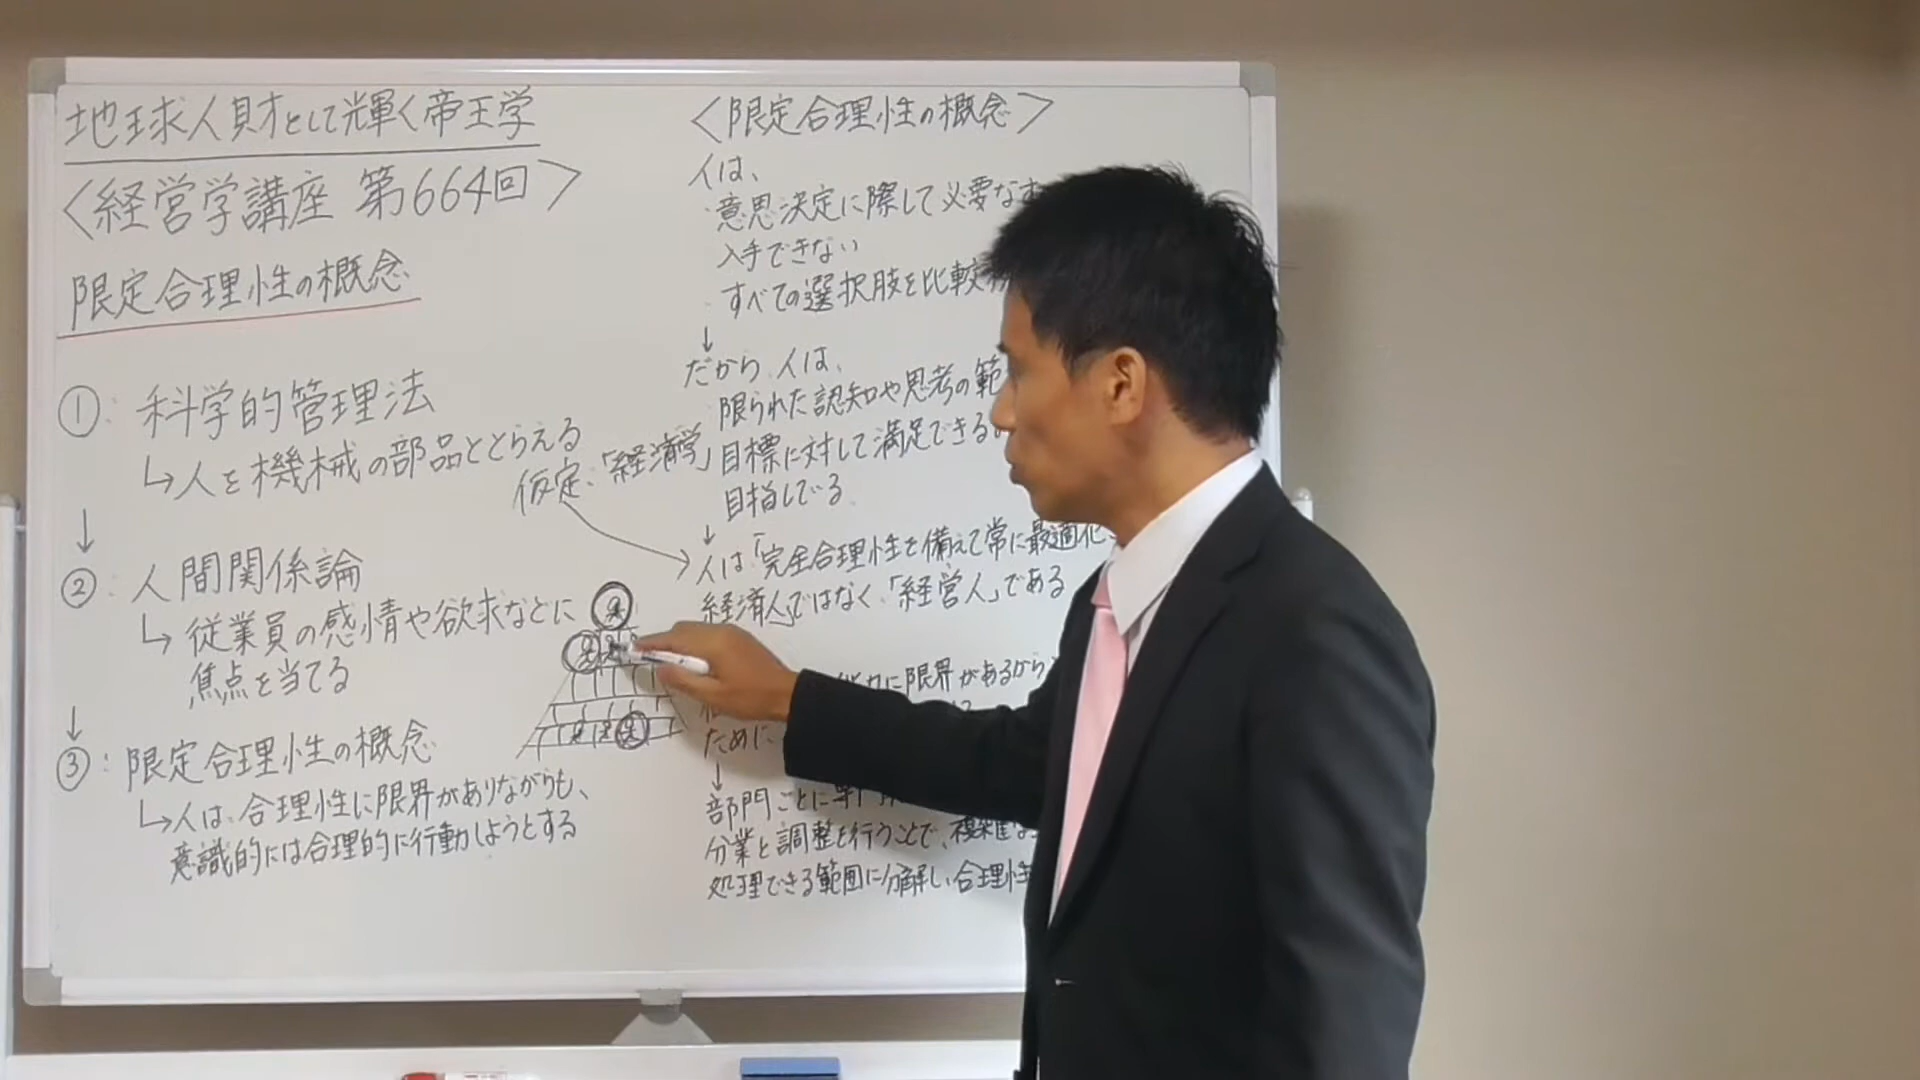 地球人財として輝く帝王学
〈経営学講座 第664回〉
限定合理性の概念
①: 科学的管理法
↳人を機械の部品ととらえる
↓
②: 人間関係論
↳従業員の感情や欲求などに
焦点を当てる
↓
③: 限定合理性の概念
↳人は、合理性に限界がありながらも、
意識的には合理的に行動しようとする
仮定:「経済学」
〈限定合理性の概念〉
人は、
・意思決定に際して必要な
入手できない
・すべての選択肢を比較
↓
だから、人は、
限られた認知や思考の範
目標に対して満足できる
目指している
↓
人は「完全合理性を備えて常に最適化
経済人」ではなく、「経営人」である
に限界があるから
ために
↓
部門ごとに専門
分業と調整を行うことで、複雑な
処理できる範囲に分解し、合理性